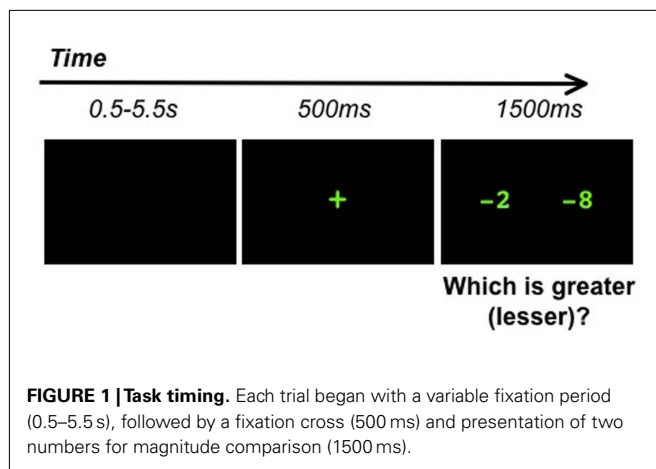 Time
0.5-5.5s 500ms 1500ms
+ −2 −8
Which is greater
(lesser)?
FIGURE 1 | Task timing. Each trial began with a variable fixation period
(0.5–5.5 s), followed by a fixation cross (500 ms) and presentation of two
numbers for magnitude comparison (1500 ms).